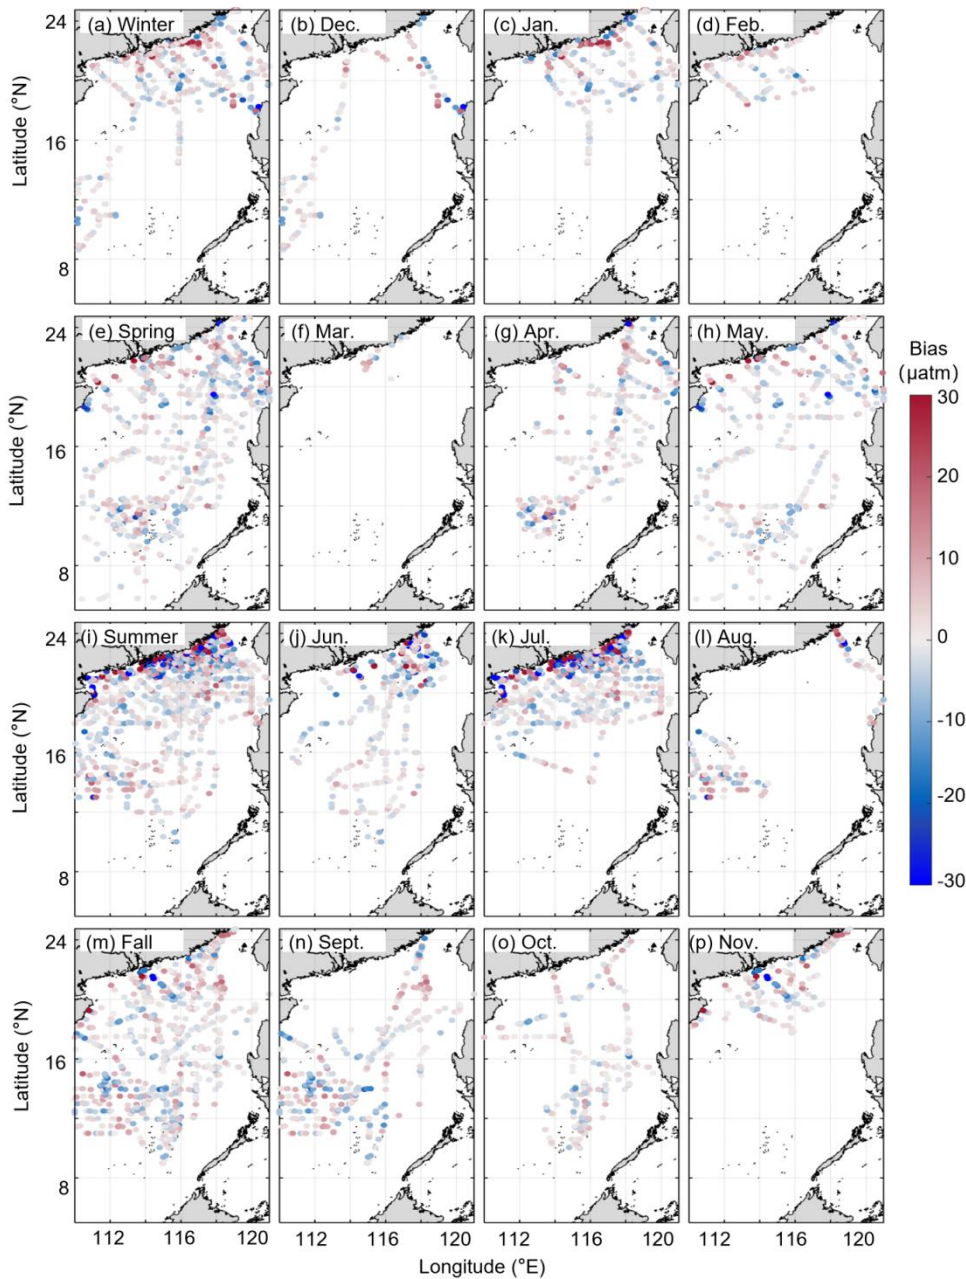 (a) Winter (b) Dec. (c) Jan. (d) Feb.
24
16
8
Latitude (°N)
(e) Spring (f) Mar. (g) Apr. (h) May.
24
16
8
Latitude (°N)
(i) Summer (j) Jun. (k) Jul. (l) Aug.
24
16
8
Latitude (°N)
(m) Fall (n) Sept. (o) Oct. (p) Nov.
24
16
8
Latitude (°N)
112 116 120 112 116 120 112 116 120 112 116 120
Longitude (°E)
Bias
(µatm)
30
20
10
0
-10
-20
-30